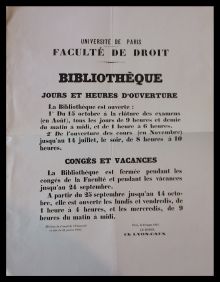 UNIVERSITÉ DE PARIS
FACULTÉ DE DROIT
BIBLIOTHÈQUE
JOURS ET HEURES D'OUVERTURE
La Bibliothèque est ouverte :
1° Du 15 octobre à la clôture des examens
(en Août), tous les jours de 9 heures et demie
du matin à midi, et de 1 heure à 6 heures.
2° De l'ouverture des cours (en Novembre)
jusqu'au 14 juillet, le soir, de 8 heures à 10
heures.
CONGÉS ET VACANCES
La Bibliothèque est fermée pendant les
congés de la Faculté et pendant les vacances
jusqu'au 24 septembre.
A partir du 25 septembre jusqu'au 14 octo-
bre, elle est ouverte les lundis et vendredis, de
1 heure à 4 heures, et les mercredis, de 9
heures du matin à midi.
LE DOYEN
CH. LYON-CAEN